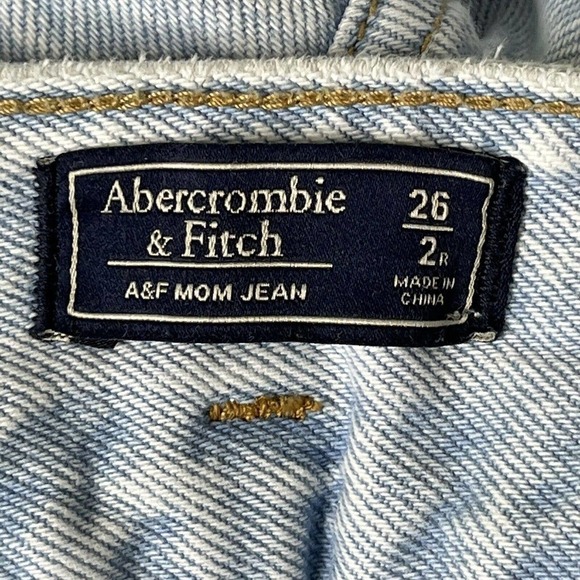 Abercrombie
& Fitch
A&F MOM JEAN
26
2R
MADE IN
CHINA